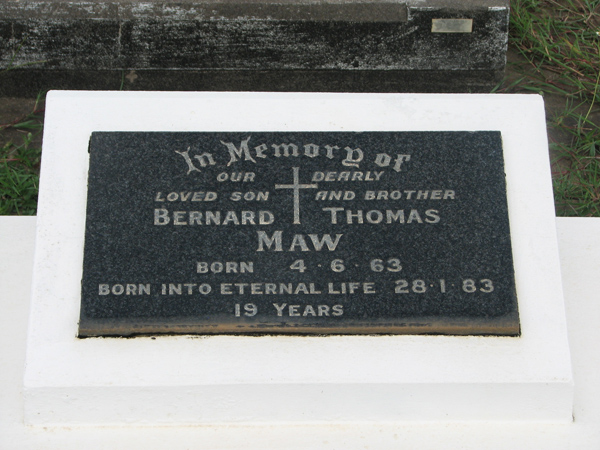 In Memory of
OUR DEARLY
LOVED SON AND BROTHER
BERNARD THOMAS
MAW
BORN 4·6·63
BORN INTO ETERNAL LIFE 28·1·83
19 YEARS